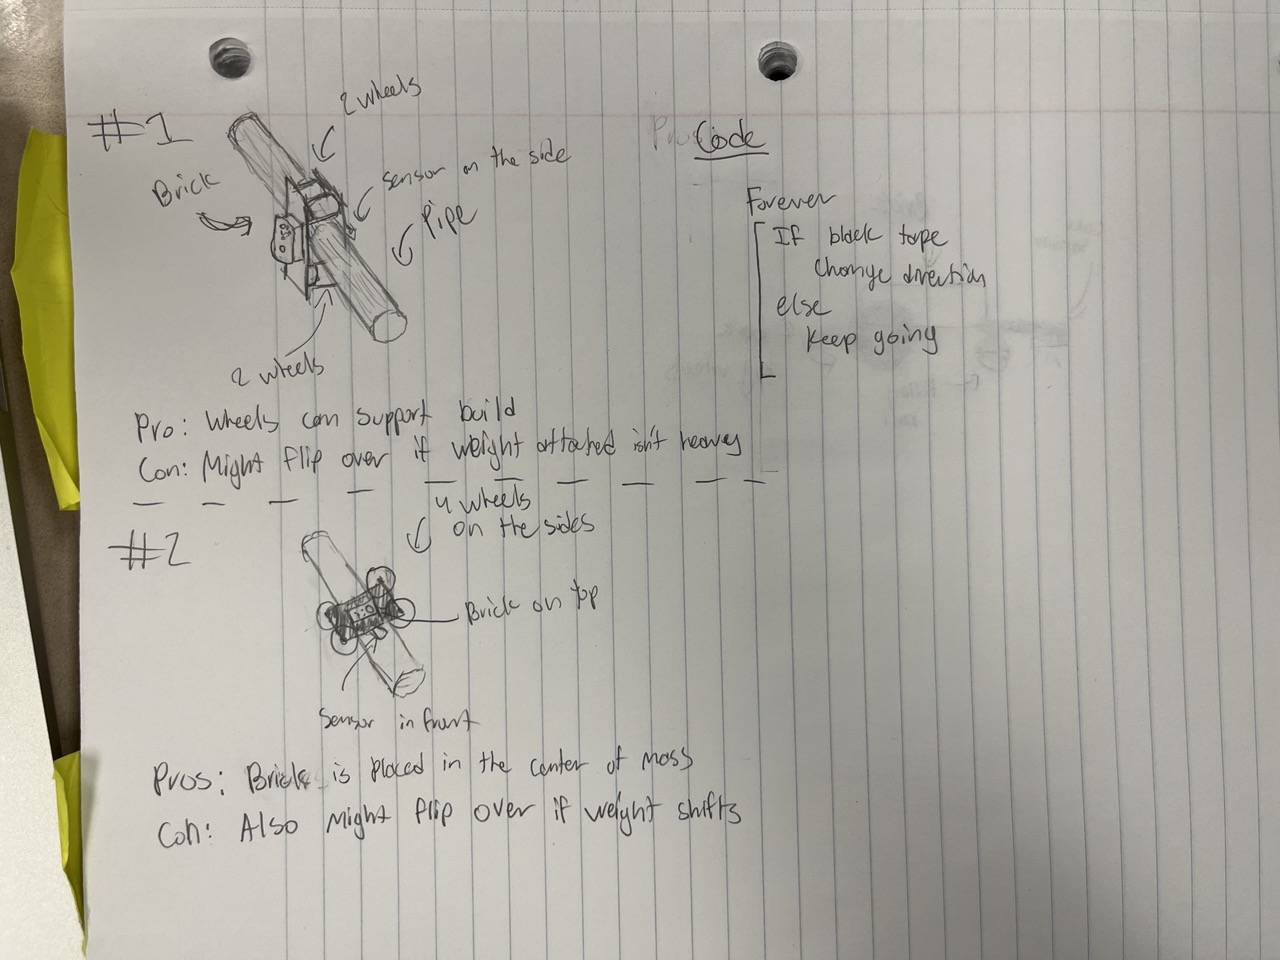 #1
2 wheels
Sensor on the side
Brick
Pipe
2 wheels
Pro: Wheels can support build
Con: Might flip over if weight attached isn't heavy
Code
Forever
If black tape
Change direction
else
Keep going
#2
4 wheels
on the sides
Brick on top
Sensor in front
Pros: Brick is placed in the center of mass
Con: Also Might flip over if weight shifts